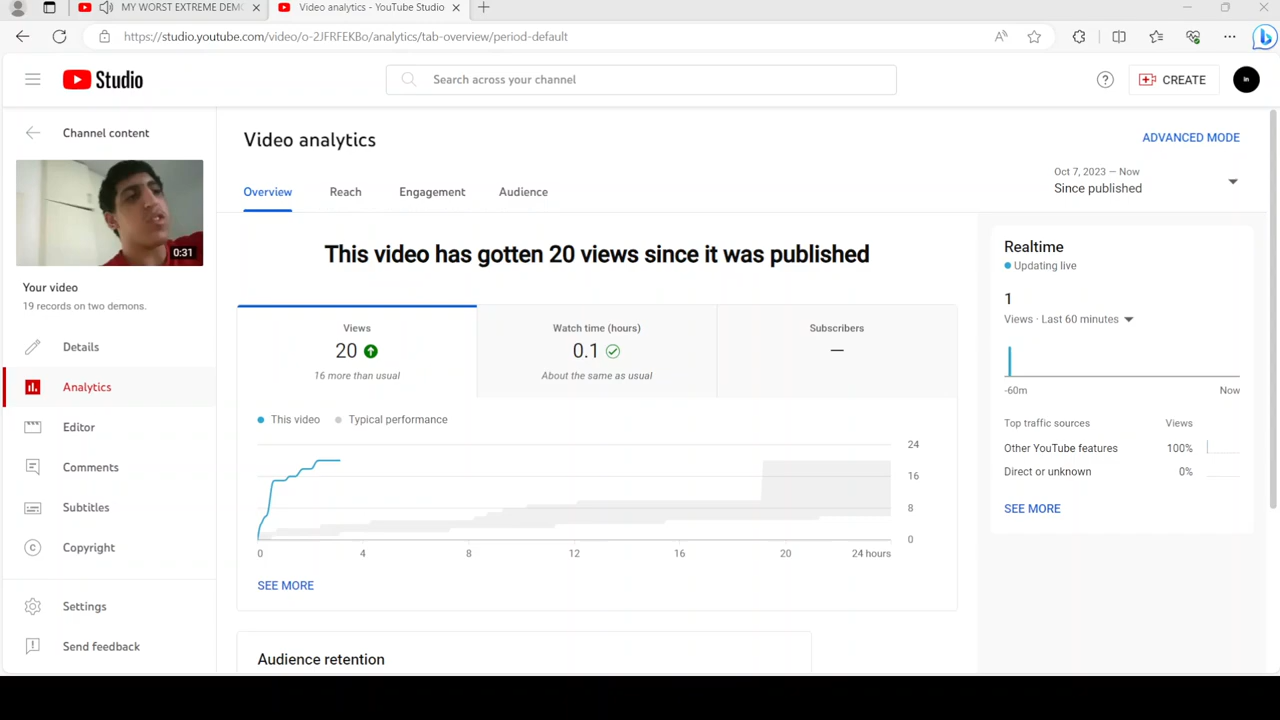 MY WORST EXTREME DEMO
Video analytics - YouTube Studio
https://studio.youtube.com/video/o-2JFRFEKBo/analytics/tab-overview/period-default
Studio
Search across your channel
CREATE
in
Channel content
0:31
Your video
19 records on two demons.
Details
Analytics
Editor
Comments
Subtitles
Copyright
Settings
Send feedback
Video analytics
ADVANCED MODE
Overview
Reach
Engagement
Audience
Oct 7, 2023 — Now
Since published
This video has gotten 20 views since it was published
Views
20
16 more than usual
Watch time (hours)
0.1
About the same as usual
Subscribers
—
This video
Typical performance
24
16
8
0
0 4 8 12 16 20 24 hours
SEE MORE
Audience retention
Realtime
Updating live
1
Views · Last 60 minutes
-60m Now
Top traffic sources Views
Other YouTube features 100%
Direct or unknown 0%
SEE MORE